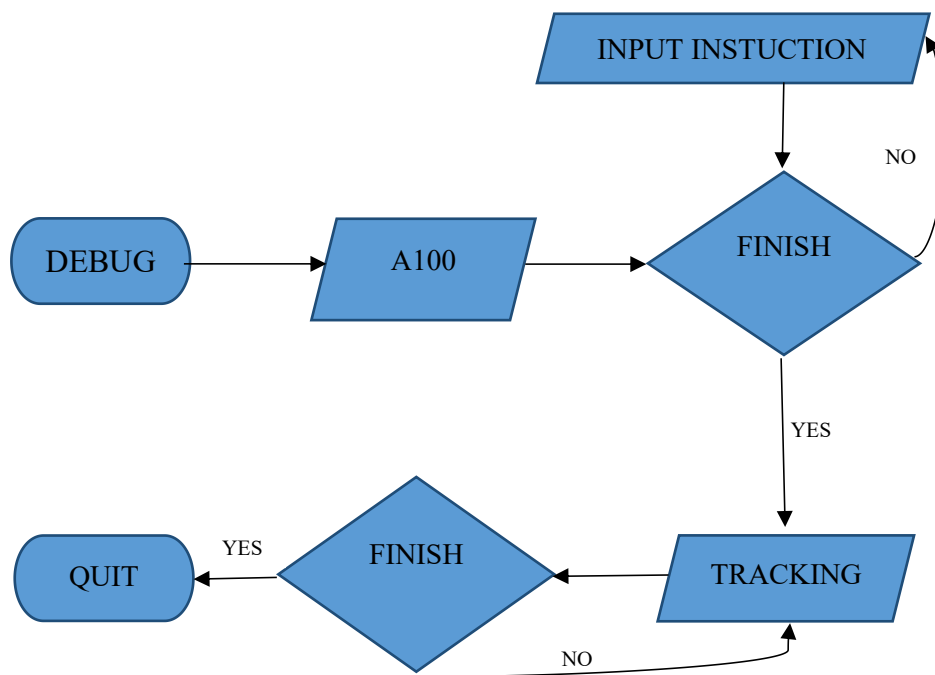 INPUT INSTUCTION
NO
DEBUG
A100
FINISH
YES
QUIT
YES
FINISH
TRACKING
NO